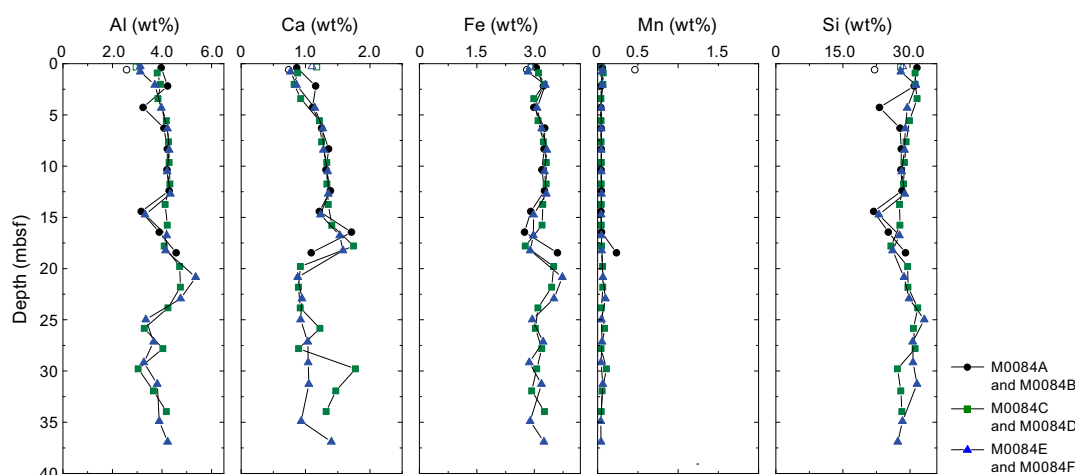 Al (wt%)
Ca (wt%)
Fe (wt%)
Mn (wt%)
Si (wt%)
0 2.0 4.0 6.0
0 1.0 2.0
0 1.5 3.0
0 0.5 1.5
0 15.0 30.0
Depth (mbsf)
0
5
10
15
20
25
30
35
40
M0084A
and M0084B
M0084C
and M0084D
M0084E
and M0084F